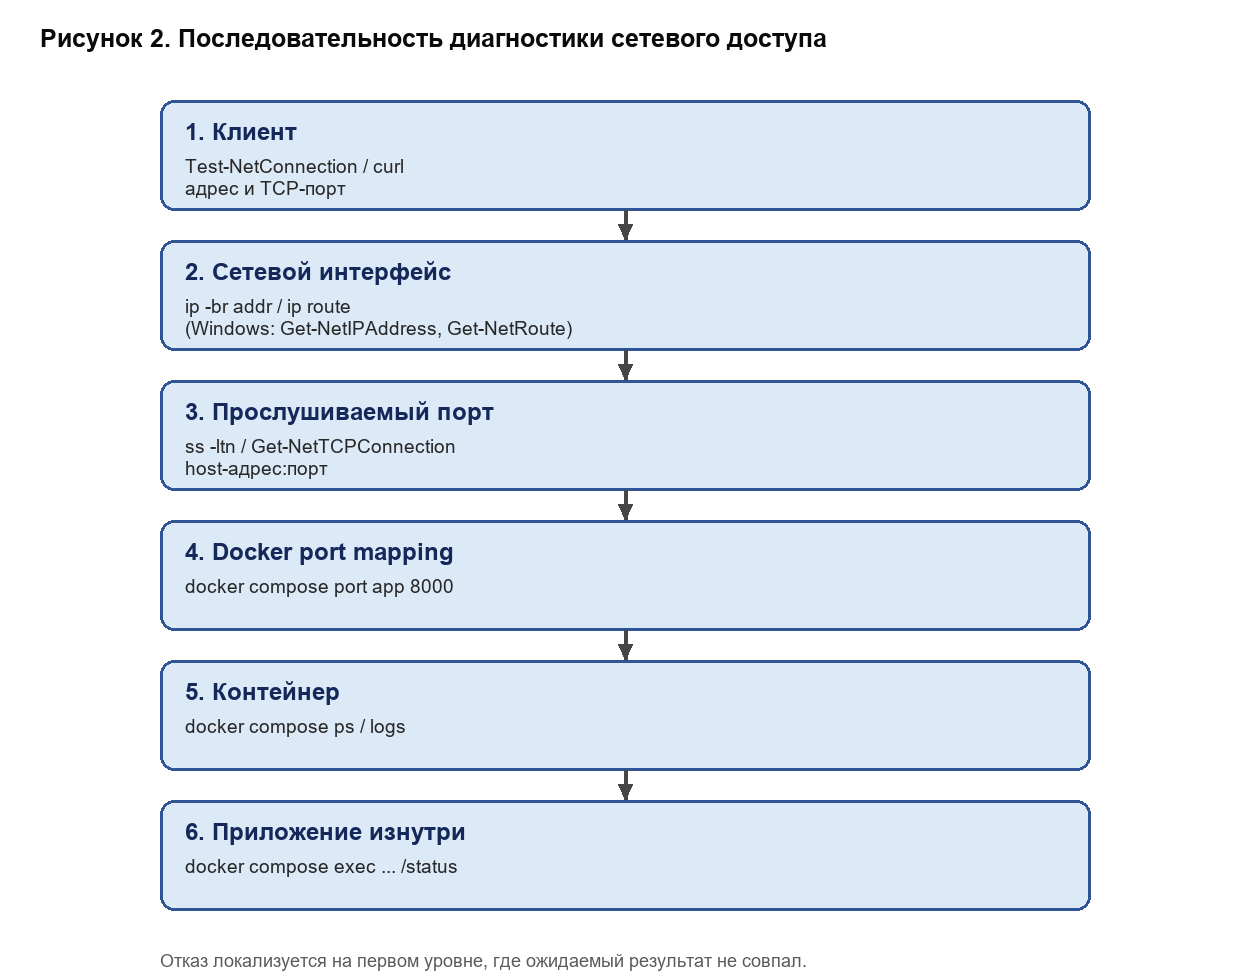 Рисунок 2. Последовательность диагностики сетевого доступа
1. Клиент
Test-NetConnection / curl
адрес и TCP-порт
2. Сетевой интерфейс
ip -br addr / ip route
(Windows: Get-NetIPAddress, Get-NetRoute)
3. Прослушиваемый порт
ss -ltn / Get-NetTCPConnection
host-адрес:порт
4. Docker port mapping
docker compose port app 8000
5. Контейнер
docker compose ps / logs
6. Приложение изнутри
docker compose exec ... /status
Отказ локализуется на первом уровне, где ожидаемый результат не совпал.